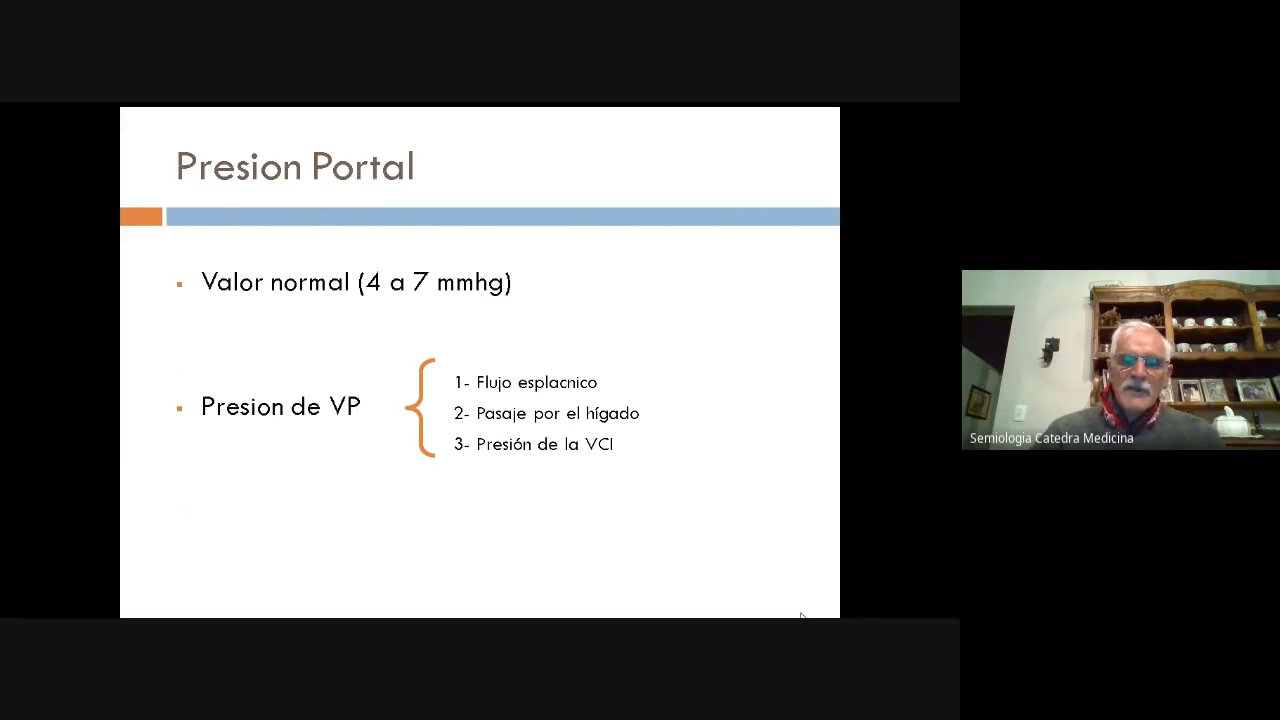 Presion Portal
Valor normal (4 a 7 mmhg)
Presion de VP
1- Flujo esplacnico
2- Pasaje por el hígado
3- Presión de la VCI
Semiologia Catedra Medicina